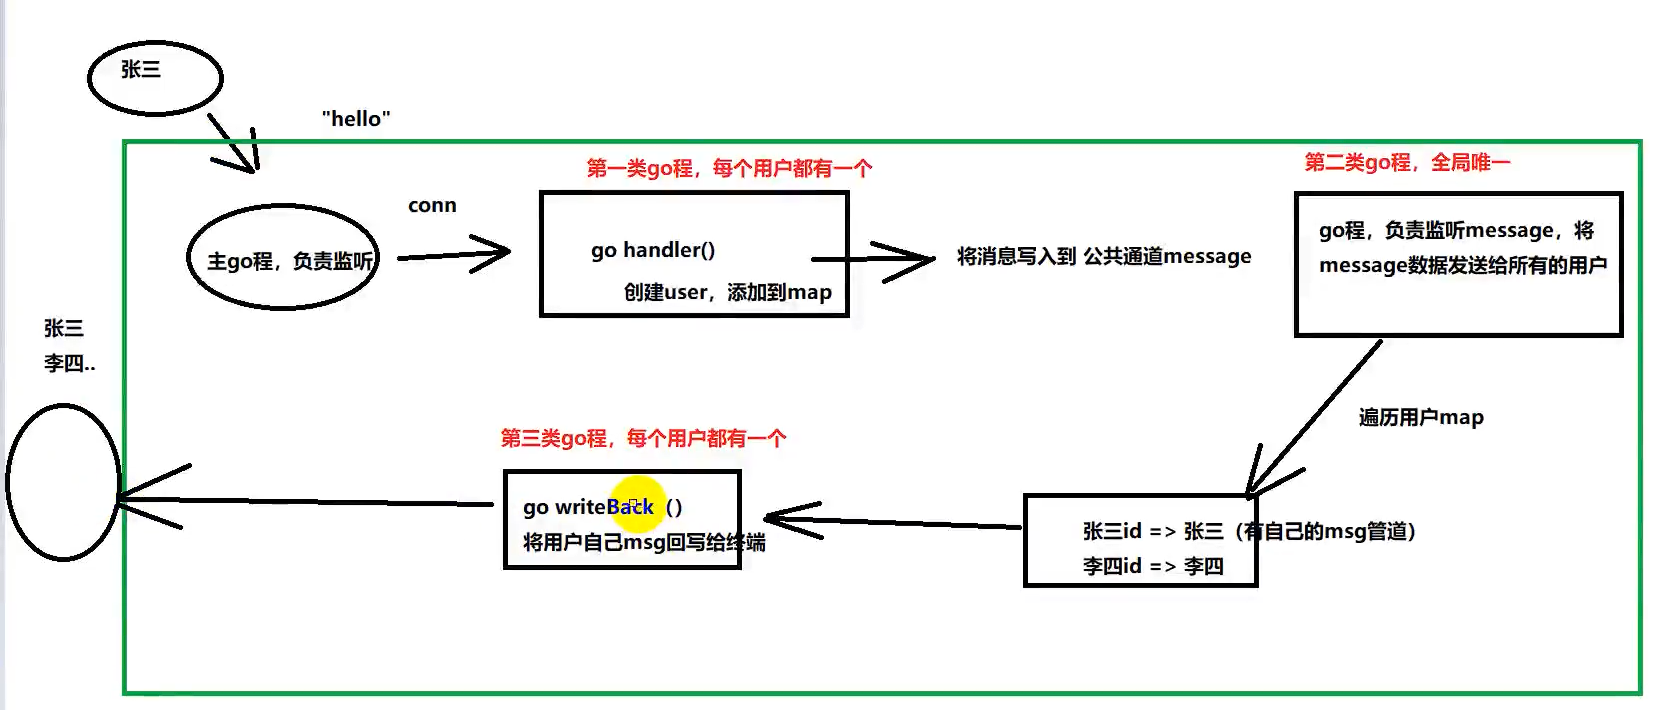 张三
"hello"
第一类go程，每个用户都有一个
第二类go程，全局唯一
conn
主go程，负责监听
go handler()
创建user，添加到map
将消息写入到 公共通道message
go程，负责监听message，将
message数据发送给所有的用户
张三
李四..
遍历用户map
第三类go程，每个用户都有一个
go writeBack（）
将用户自己msg回写给终端
张三id => 张三（有自己的msg管道）
李四id => 李四